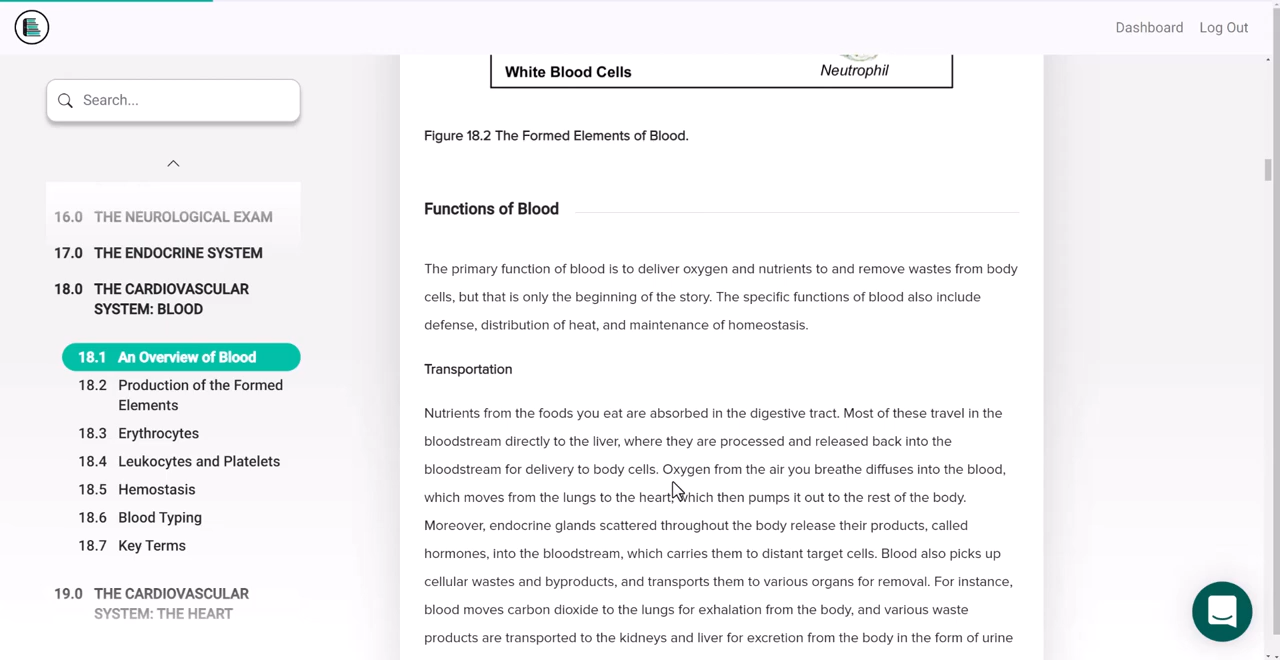 Dashboard Log Out
Search...
16.0 THE NEUROLOGICAL EXAM
17.0 THE ENDOCRINE SYSTEM
18.0 THE CARDIOVASCULAR
SYSTEM: BLOOD
18.1 An Overview of Blood
18.2 Production of the Formed
Elements
18.3 Erythrocytes
18.4 Leukocytes and Platelets
18.5 Hemostasis
18.6 Blood Typing
18.7 Key Terms
19.0 THE CARDIOVASCULAR
SYSTEM: THE HEART
White Blood Cells
Neutrophil
Figure 18.2 The Formed Elements of Blood.
Functions of Blood
The primary function of blood is to deliver oxygen and nutrients to and remove wastes from body
cells, but that is only the beginning of the story. The specific functions of blood also include
defense, distribution of heat, and maintenance of homeostasis.
Transportation
Nutrients from the foods you eat are absorbed in the digestive tract. Most of these travel in the
bloodstream directly to the liver, where they are processed and released back into the
bloodstream for delivery to body cells. Oxygen from the air you breathe diffuses into the blood,
which moves from the lungs to the heart, which then pumps it out to the rest of the body.
Moreover, endocrine glands scattered throughout the body release their products, called
hormones, into the bloodstream, which carries them to distant target cells. Blood also picks up
cellular wastes and byproducts, and transports them to various organs for removal. For instance,
blood moves carbon dioxide to the lungs for exhalation from the body, and various waste
products are transported to the kidneys and liver for excretion from the body in the form of urine